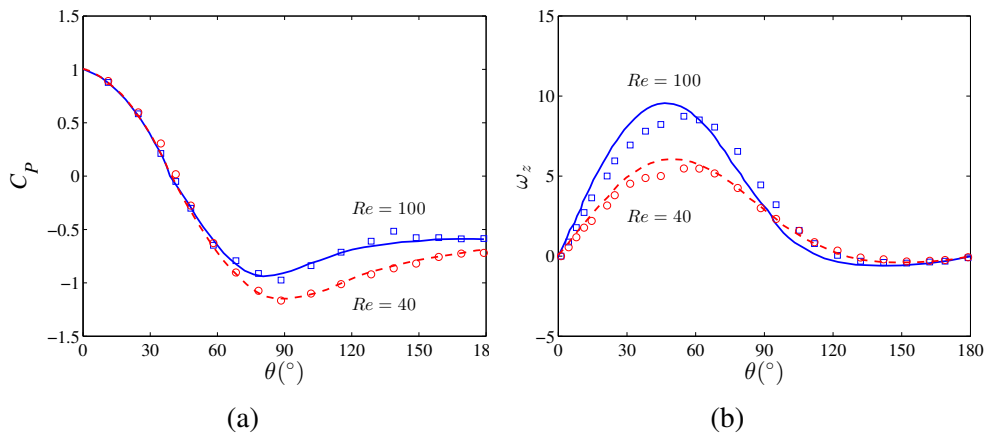 1.5
1
0.5
0
−0.5
−1
−1.5
C_P
Re = 100
Re = 40
0 30 60 90 120 150 18
θ(°)
(a)
15
10
5
0
−5
ω_z
Re = 100
Re = 40
0 30 60 90 120 150 180
θ(°)
(b)